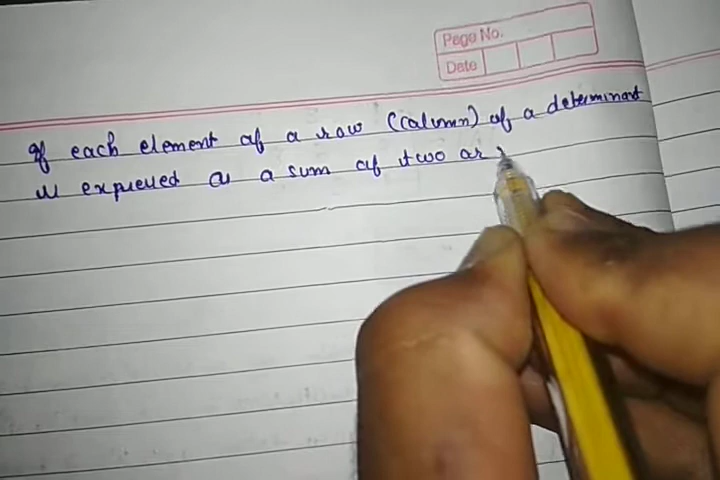 Page No.
Date
If each element of a row (column) of a determinant
is expressed as a sum of two or